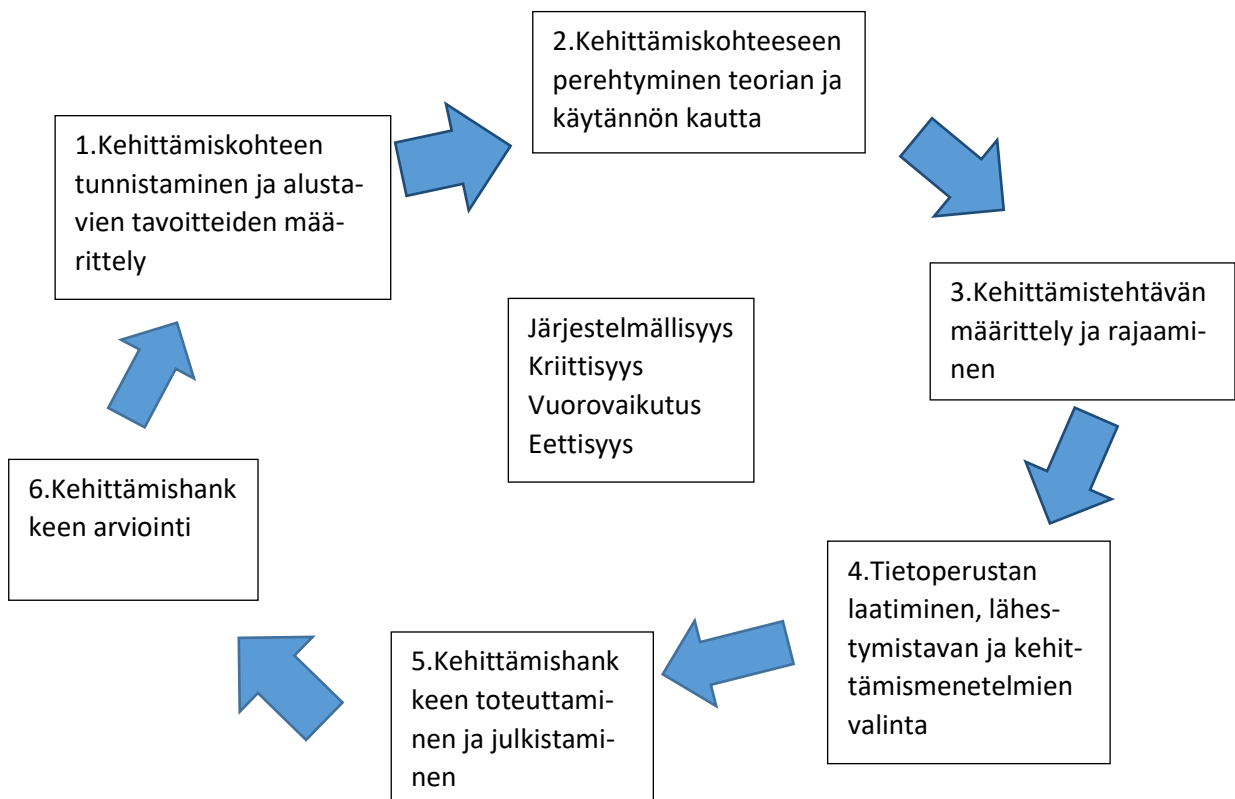 1.Kehittämiskohteen
tunnistaminen ja alusta-
vien tavoitteiden mää-
rittely
2.Kehittämiskohteeseen
perehtyminen teorian ja
käytännön kautta
3.Kehittämistehtävän
määrittely ja rajaami-
nen
4.Tietoperustan
laatiminen, lähes-
tymistavan ja kehit-
tämismenetelmien
valinta
5.Kehittämishank
keen toteuttami-
nen ja julkistami-
nen
6.Kehittämishank
keen arviointi
Järjestelmällisyys
Kriittisyys
Vuorovaikutus
Eettisyys